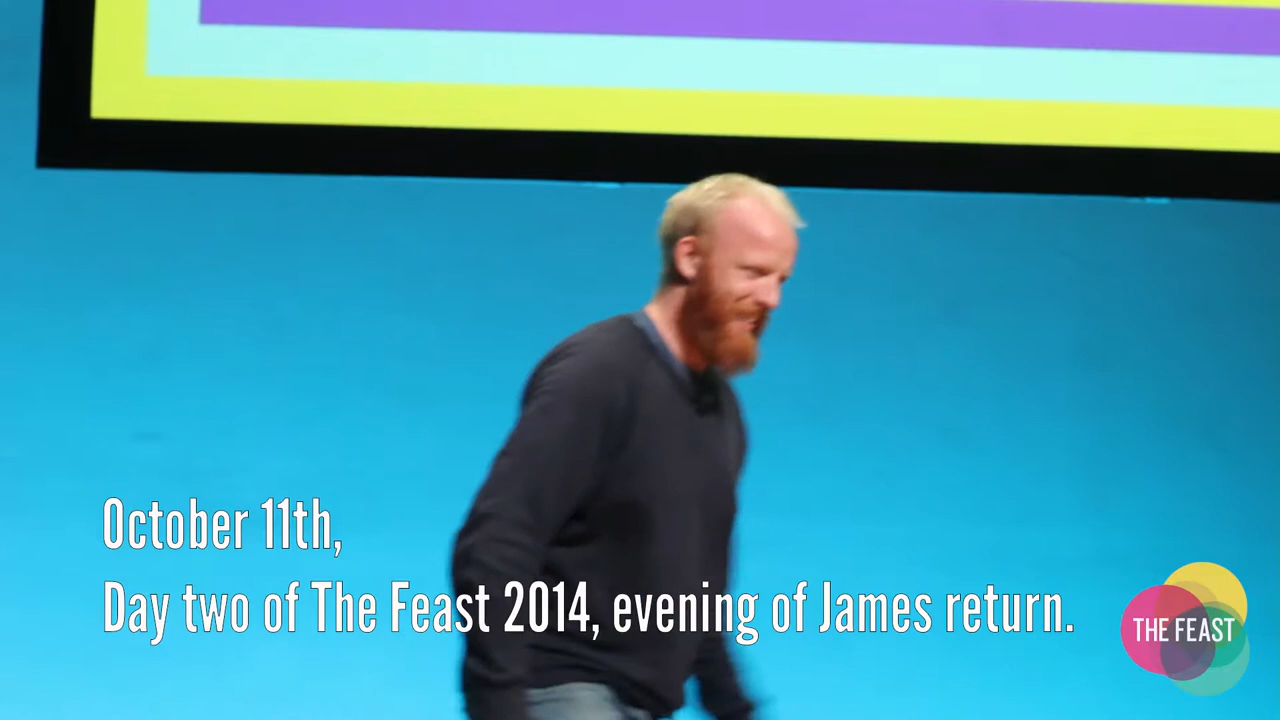 October 11th,
Day two of The Feast 2014, evening of James return.
THE FEAST